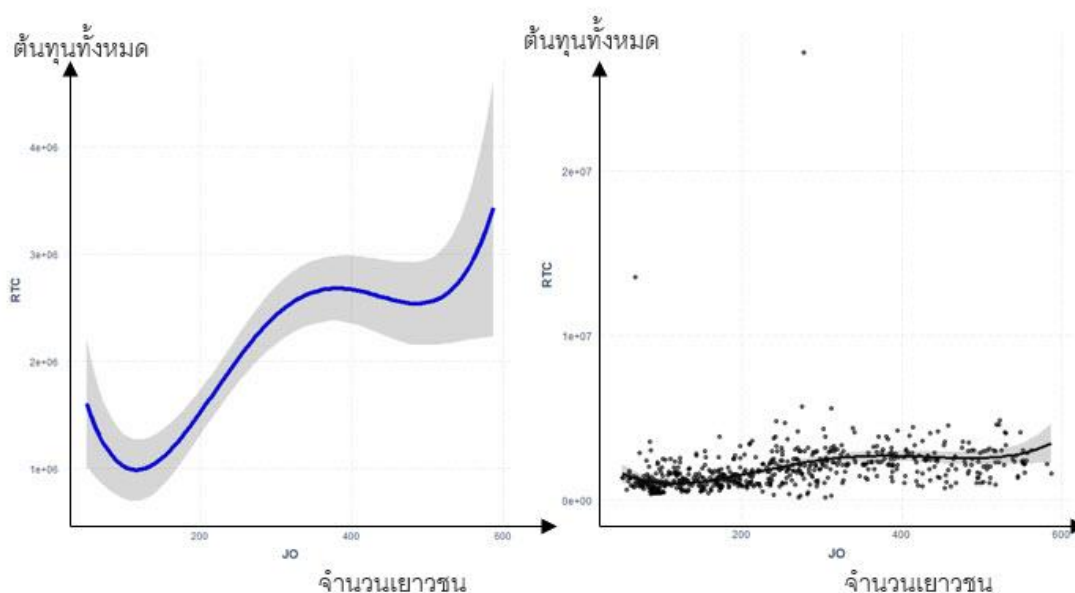 ต้นทุนทั้งหมด
4e+06
3e+06
2e+06
1e+06
RTC
200
400
600
JO
จำนวนเยาวชน
ต้นทุนทั้งหมด
2e+07
1e+07
0e+00
RTC
200
400
600
JO
จำนวนเยาวชน